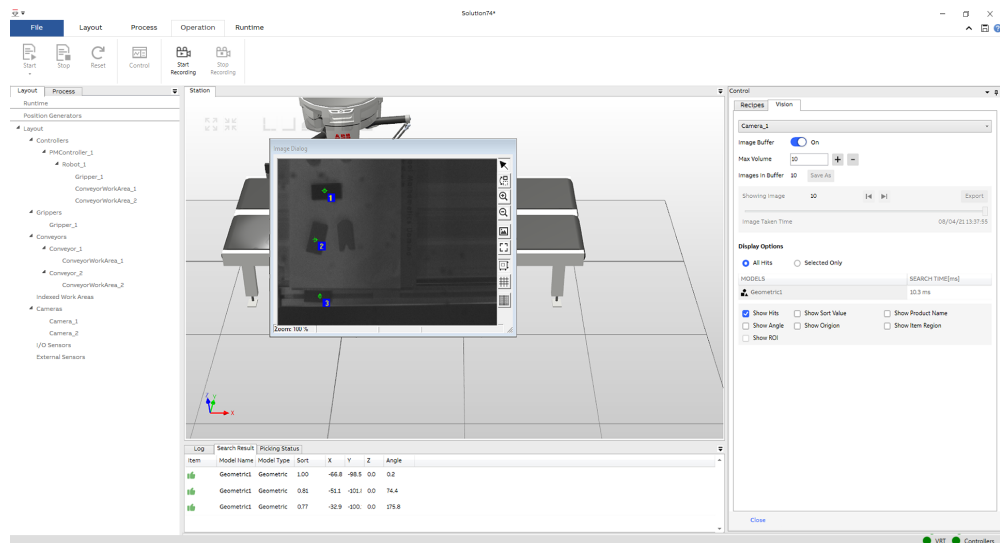 Solution74*
File Layout Process Operation Runtime
Start Stop Reset Control Start Recording Stop Recording
Layout Process
Runtime
Position Generators
Layout
Controllers
PMController_1
Robot_1
Gripper_1
ConveyorWorkArea_1
ConveyorWorkArea_2
Grippers
Gripper_1
Conveyors
Conveyor_1
ConveyorWorkArea_1
Conveyor_2
ConveyorWorkArea_2
Indexed Work Areas
Cameras
Camera_1
Camera_2
I/O Sensors
External Sensors
Station
ABB
Image Dialog
1
2
3
Zoom: 100 %
Z Y
X
Log Search Result Picking Status
Item Model Name Model Type Sort X Y Z Angle
Geometric1 Geometric 1.00 -66.8 -98.5 0.0 0.2
Geometric1 Geometric 0.81 -51.1 -101.( 0.0 74.4
Geometric1 Geometric 0.77 -32.9 -100. 0.0 175.8
Control
Recipes Vision
Camera_1
Image Buffer On
Max Volume 10 + −
Images In Buffer 10 Save As
Showing Image 10 Export
Image Taken Time 08/04/21 13:37:55
Display Options
All Hits Selected Only
MODELS SEARCH TIME[ms]
Geometric1 10.3 ms
Show Hits Show Sort Value Show Product Name
Show Angle Show Origion Show Item Region
Show ROI
Close
VRT Controllers